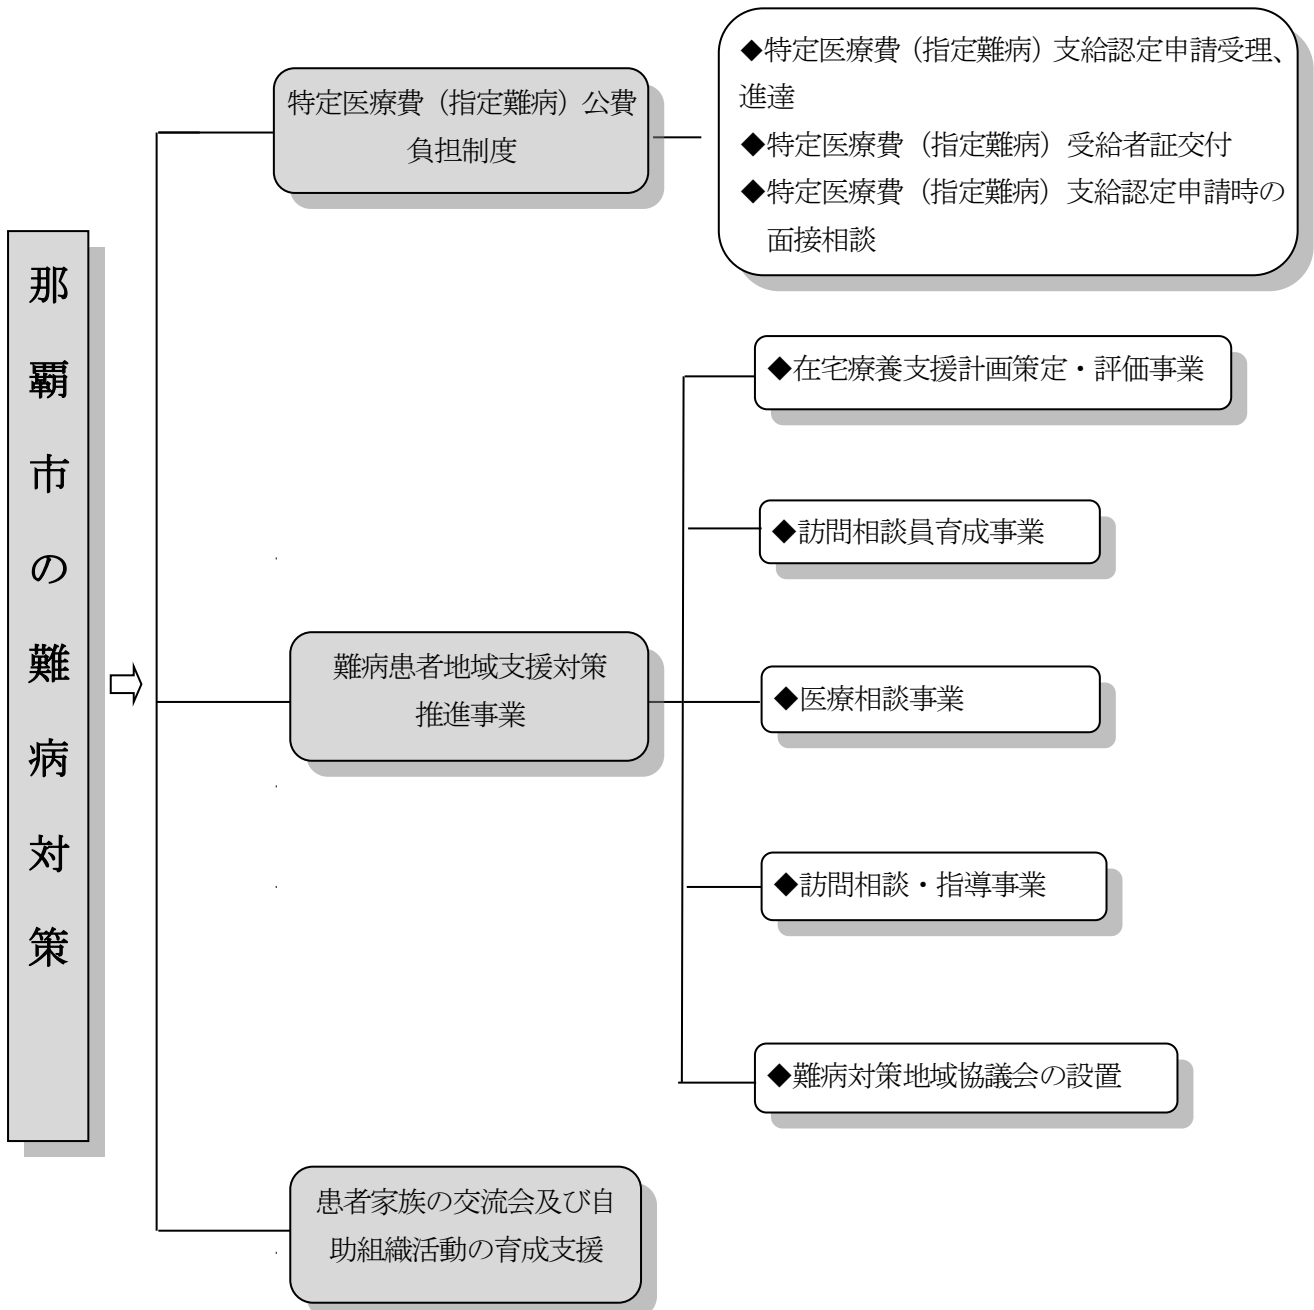 那覇市の難病対策
特定医療費（指定難病）公費
負担制度
◆特定医療費（指定難病）支給認定申請受理、
進達
◆特定医療費（指定難病）受給者証交付
◆特定医療費（指定難病）支給認定申請時の
面接相談
難病患者地域支援対策
推進事業
◆在宅療養支援計画策定・評価事業
◆訪問相談員育成事業
◆医療相談事業
◆訪問相談・指導事業
◆難病対策地域協議会の設置
患者家族の交流会及び自
助組織活動の育成支援